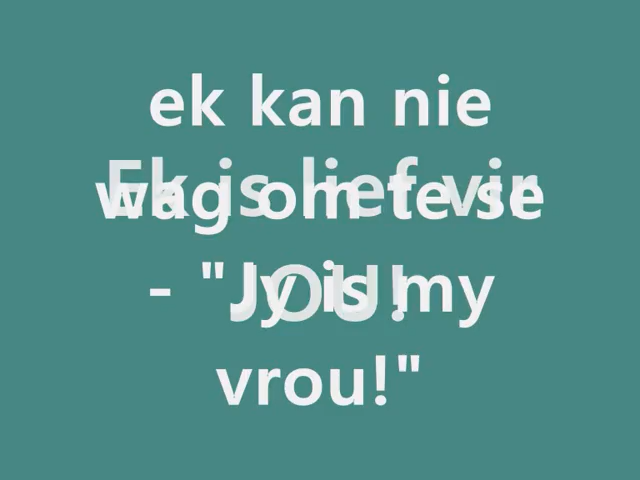 ek kan nie
Ek is lief vir
wag om te se
JOU!
- "Jy is my
vrou!"